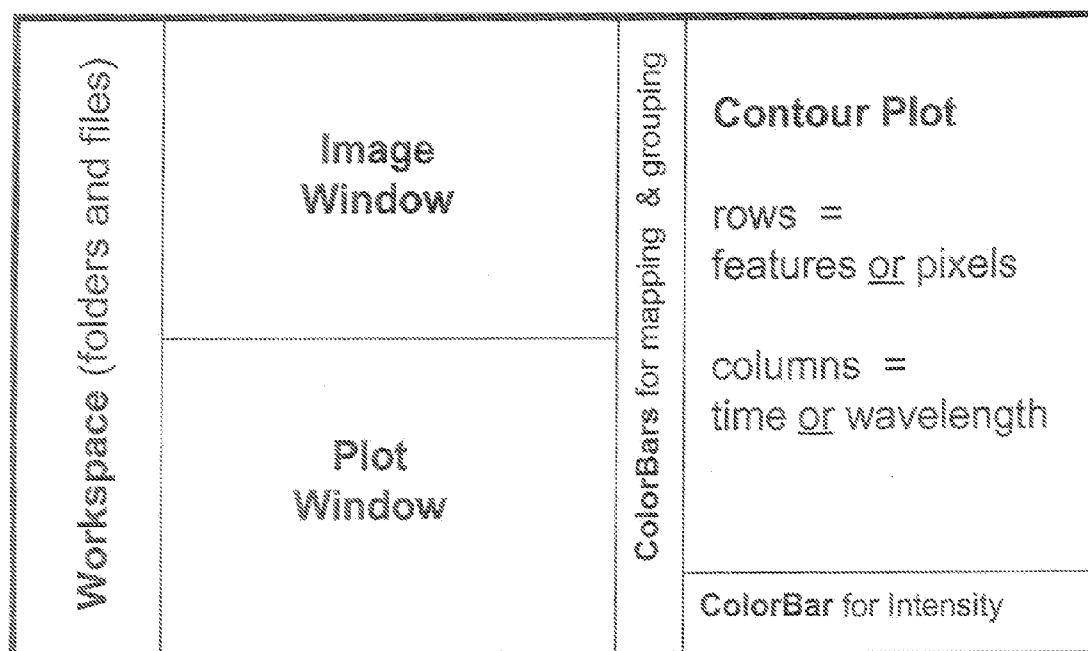 Workspace (folders and files)
Image
Window
Plot
Window
ColorBars for mapping & grouping
Contour Plot
rows =
features or pixels
columns =
time or wavelength
ColorBar for Intensity